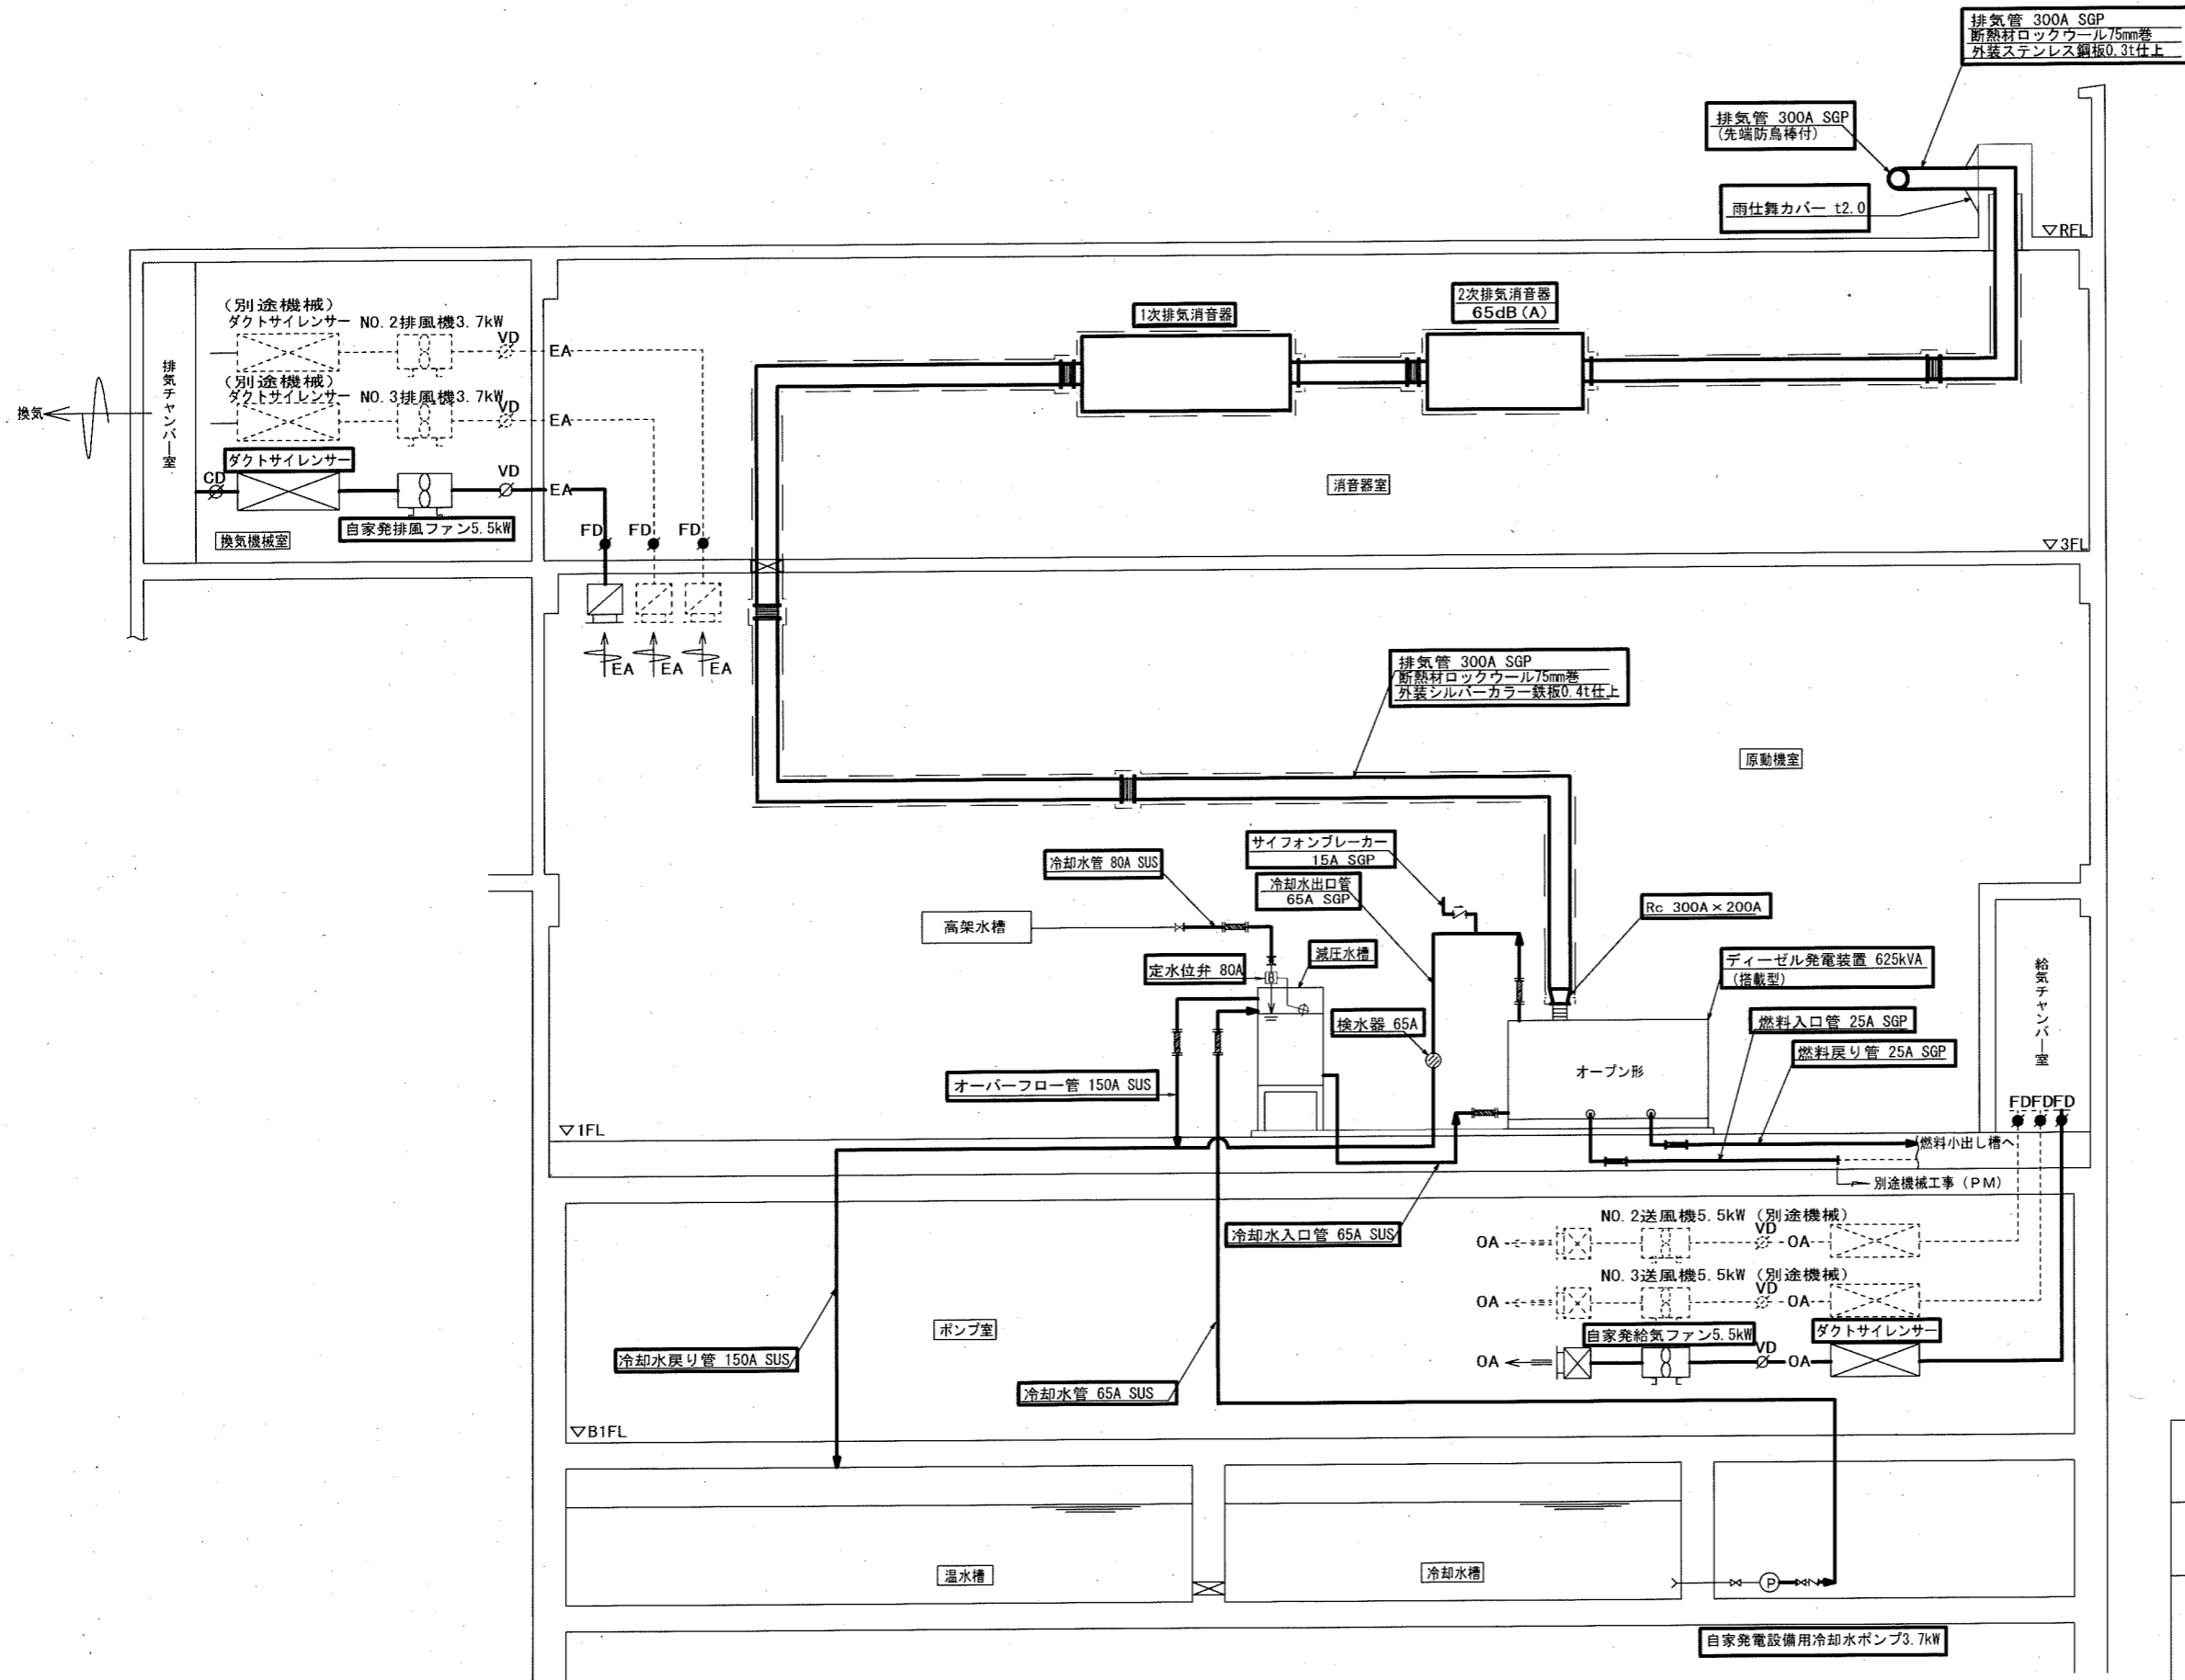 排気管 300A SGP
断熱材ロックウール75mm巻
外装ステンレス鋼板0.3t仕上
排気管 300A SGP
(先端防鳥棒付)
雨仕舞カバー t2.0
▽RFL
2次排気消音器
65dB(A)
1次排気消音器
(別途機械)
ダクトサイレンサー NO.2排風機3.7kW
VD
EA
(別途機械)
ダクトサイレンサー NO.3排風機3.7kW
VD
EA
排気チャンバー室
換気
ダクトサイレンサー
CD
VD
EA
自家発排風ファン5.5kW
換気機械室
FD
FD
FD
消音器室
▽3FL
EA
EA
EA
排気管 300A SGP
断熱材ロックウール75mm巻
外装シルバーカラー鉄板0.4t仕上
原動機室
サイフォンブレーカー
15A SGP
冷却水管 80A SUS
冷却水出口管
65A SGP
Rc 300A×200A
高架水槽
減圧水槽
定水位弁 80A
B
ディーゼル発電装置 625kVA
(搭載型)
給気チャンバー室
検水器 65A
燃料入口管 25A SGP
燃料戻り管 25A SGP
オープン形
オーバーフロー管 150A SUS
FD
FD
FD
▽1FL
燃料小出し槽へ
別途機械工事(PM)
冷却水入口管 65A SUS
NO.2送風機5.5kW (別途機械)
OA
VD
OA
NO.3送風機5.5kW (別途機械)
OA
VD
OA
ポンプ室
自家発給気ファン5.5kW
ダクトサイレンサー
OA
VD
OA
冷却水戻り管 150A SUS
冷却水管 65A SUS
▽B1FL
温水槽
冷却水槽
P
自家発電設備用冷却水ポンプ3.7kW